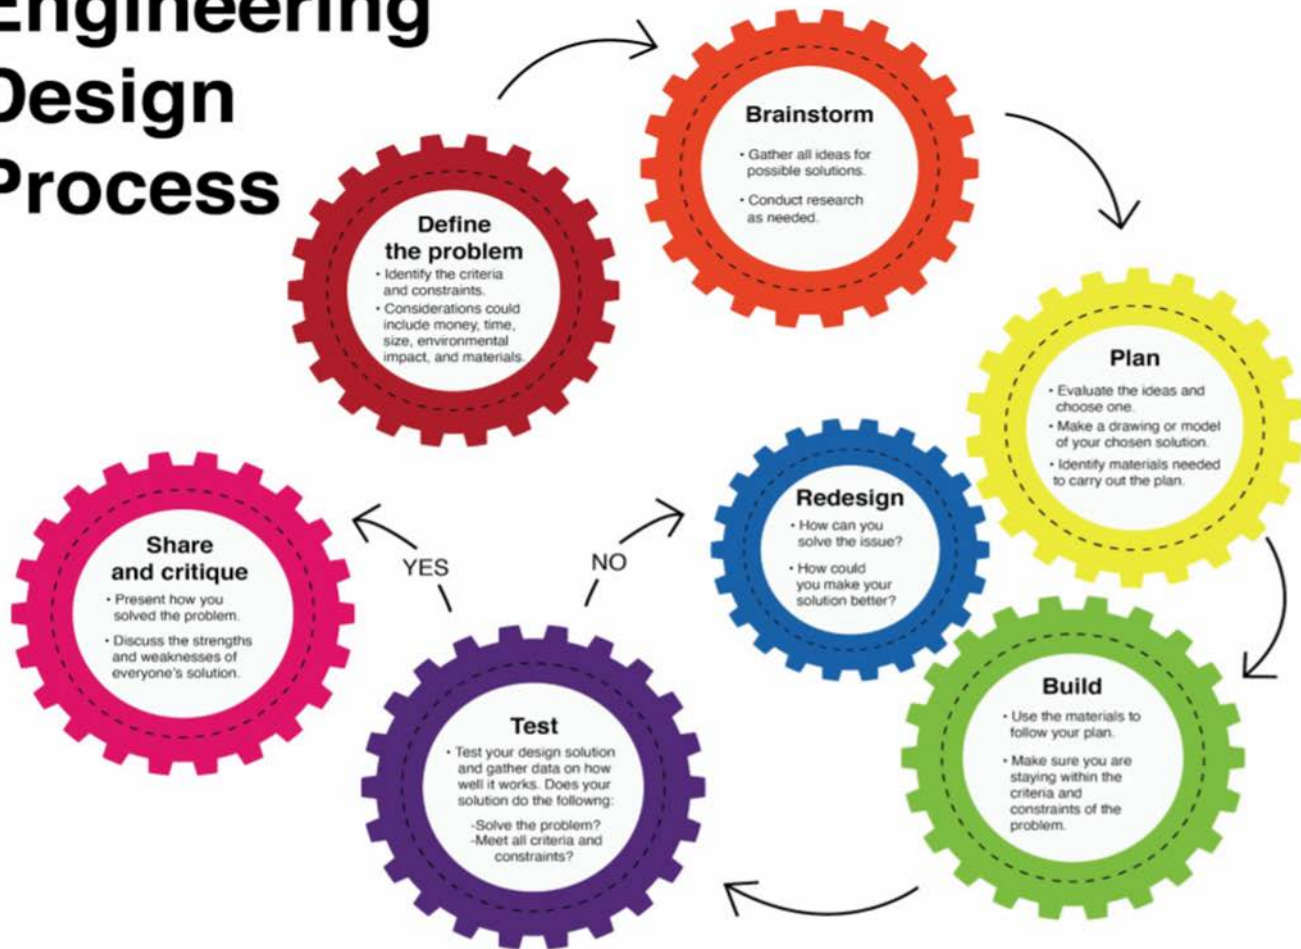 Engineering
Design
Process
Define
the problem
• Identify the criteria
and constraints.
• Considerations could
include money, time,
size, environmental
impact, and materials.
Brainstorm
• Gather all ideas for
possible solutions.
• Conduct research
as needed.
Plan
• Evaluate the ideas and
choose one.
• Make a drawing or model
of your chosen solution.
• Identify materials needed
to carry out the plan.
Build
• Use the materials to
follow your plan.
• Make sure you are
staying within the
criteria and
constraints of the
problem.
Test
• Test your design solution
and gather data on how
well it works. Does your
solution do the followng:
-Solve the problem?
-Meet all criteria and
constraints?
NO
Redesign
• How can you
solve the issue?
• How could
you make your
solution better?
YES
Share
and critique
• Present how you
solved the problem.
• Discuss the strengths
and weaknesses of
everyone's solution.